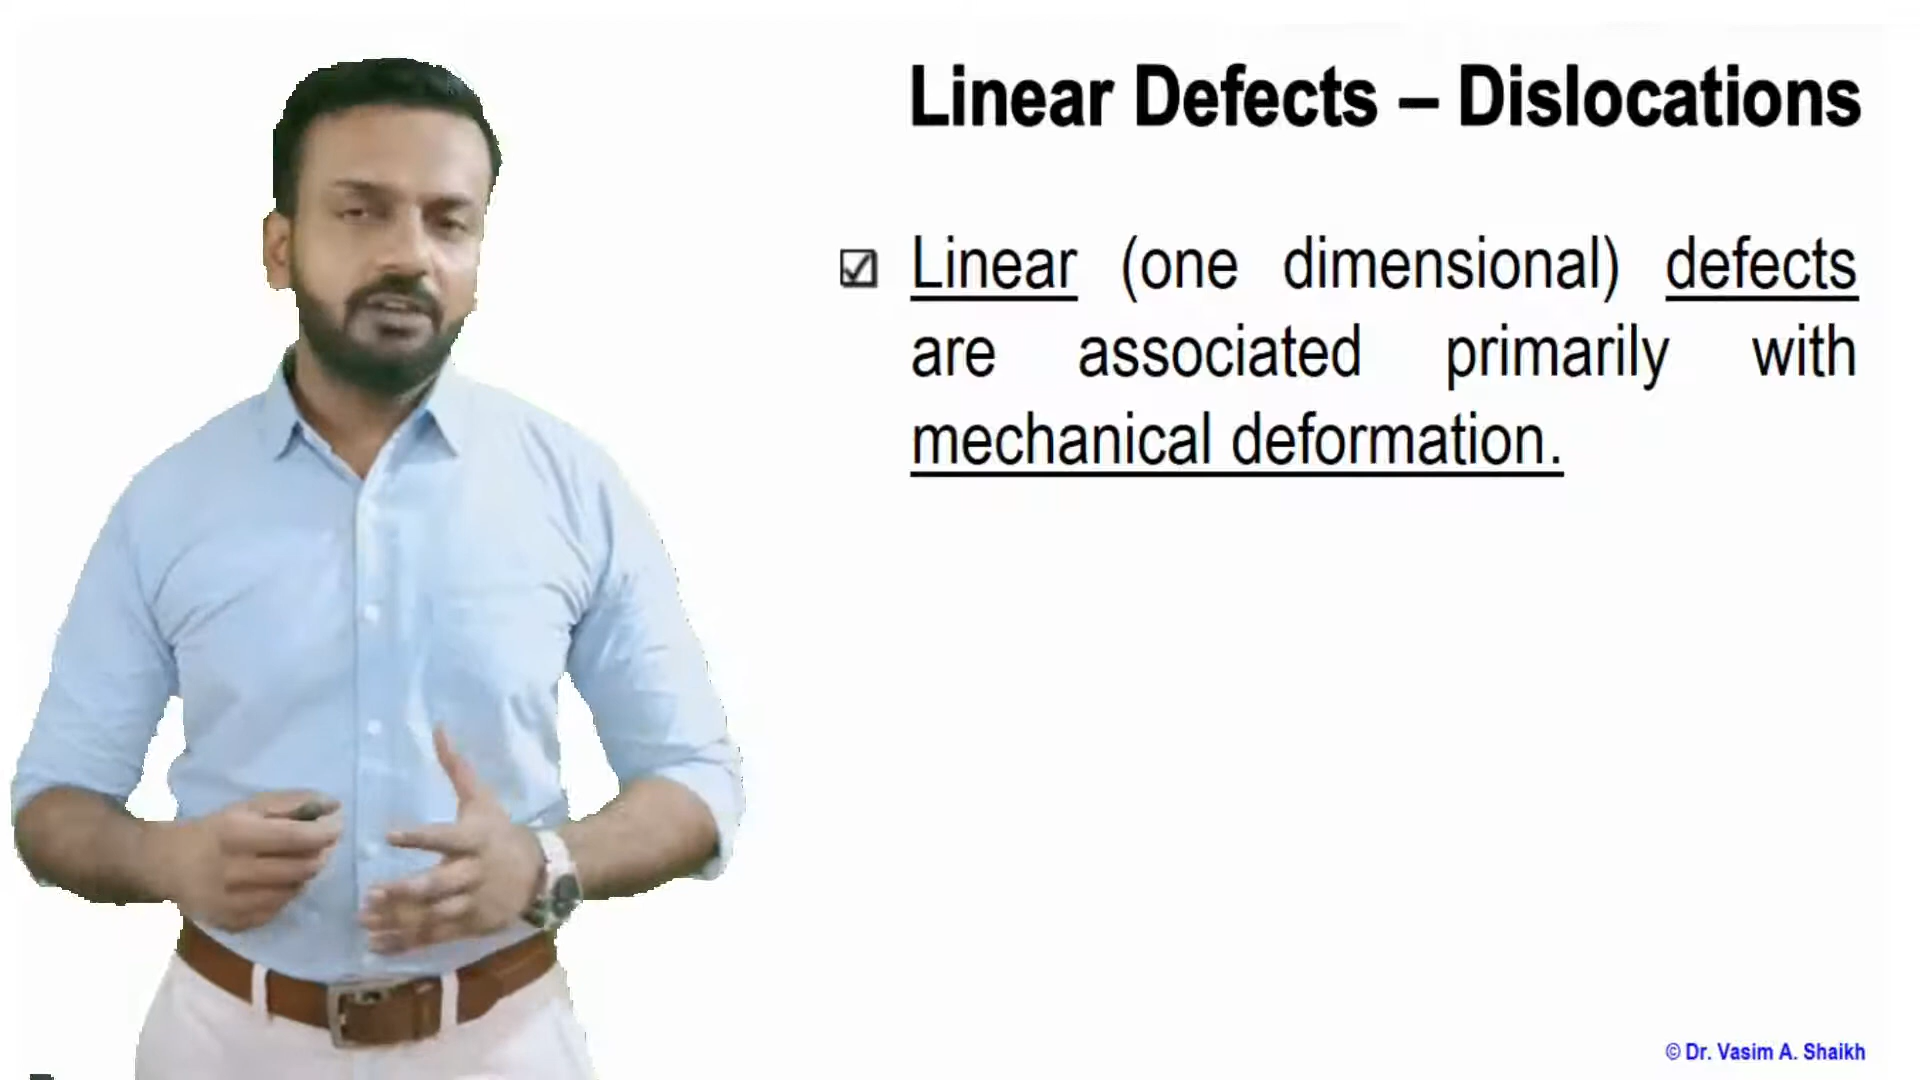 Linear Defects – Dislocations
Linear (one dimensional) defects
are associated primarily with
mechanical deformation.
© Dr. Vasim A. Shaikh